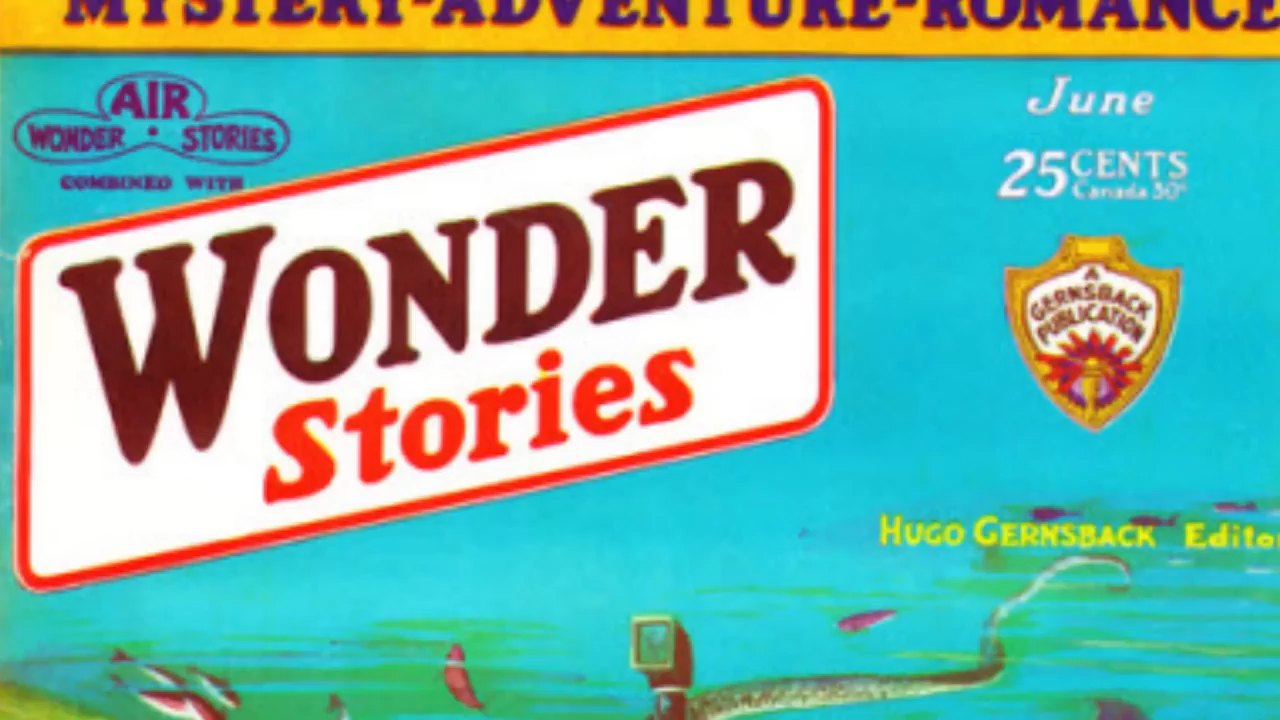 MYSTERY-ADVENTURE-ROMANCE
AIR
WONDER • STORIES
COMBINED WITH
WONDER
Stories
June
25 CENTS
Canada 30¢
A
GERNSBACK
PUBLICATION
HUGO GERNSBACK Editor